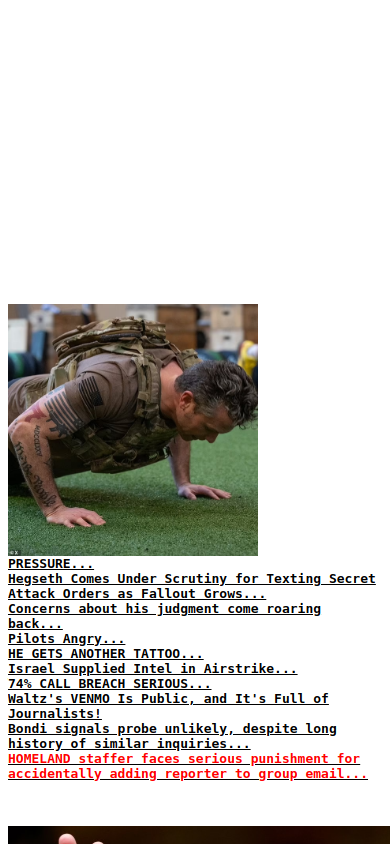 PRESSURE...
Hegseth Comes Under Scrutiny for Texting Secret
Attack Orders as Fallout Grows...
Concerns about his judgment come roaring
back...
Pilots Angry...
HE GETS ANOTHER TATTOO...
Israel Supplied Intel in Airstrike...
74% CALL BREACH SERIOUS...
Waltz's VENMO Is Public, and It's Full of
Journalists!
Bondi signals probe unlikely, despite long
history of similar inquiries...
HOMELAND staffer faces serious punishment for
accidentally adding reporter to group email...